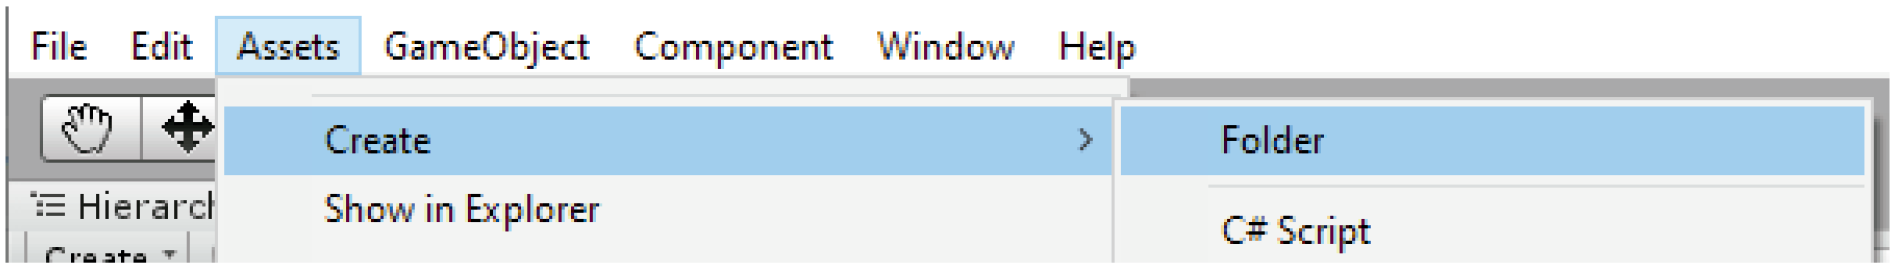 File Edit Assets GameObject Component Window Help
Create > Folder
Hierarch Show in Explorer
C# Script
Create